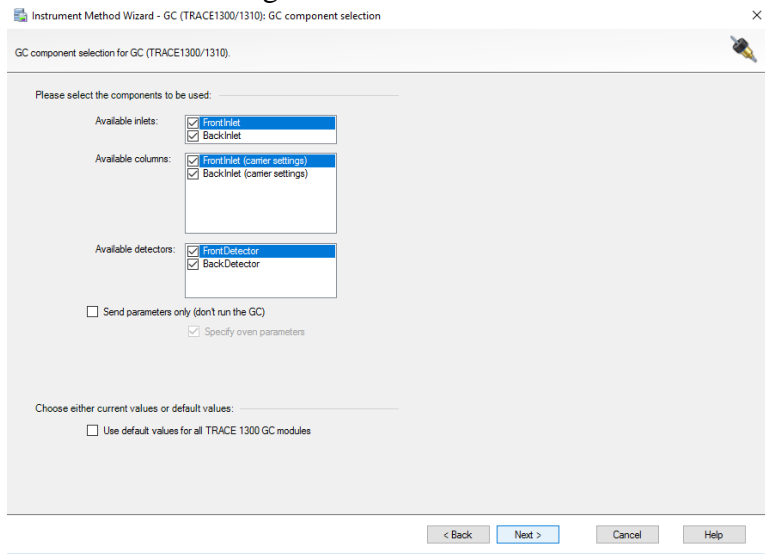 Instrument Method Wizard - GC (TRACE1300/1310): GC component selection
GC component selection for GC (TRACE1300/1310).
Please select the components to be used:
Available inlets:
FrontInlet
BackInlet
Available columns:
FrontInlet (carrier settings)
BackInlet (carrier settings)
Available detectors:
FrontDetector
BackDetector
Send parameters only (don't run the GC)
Specify oven parameters
Choose either current values or default values:
Use default values for all TRACE 1300 GC modules
< Back Next > Cancel Help